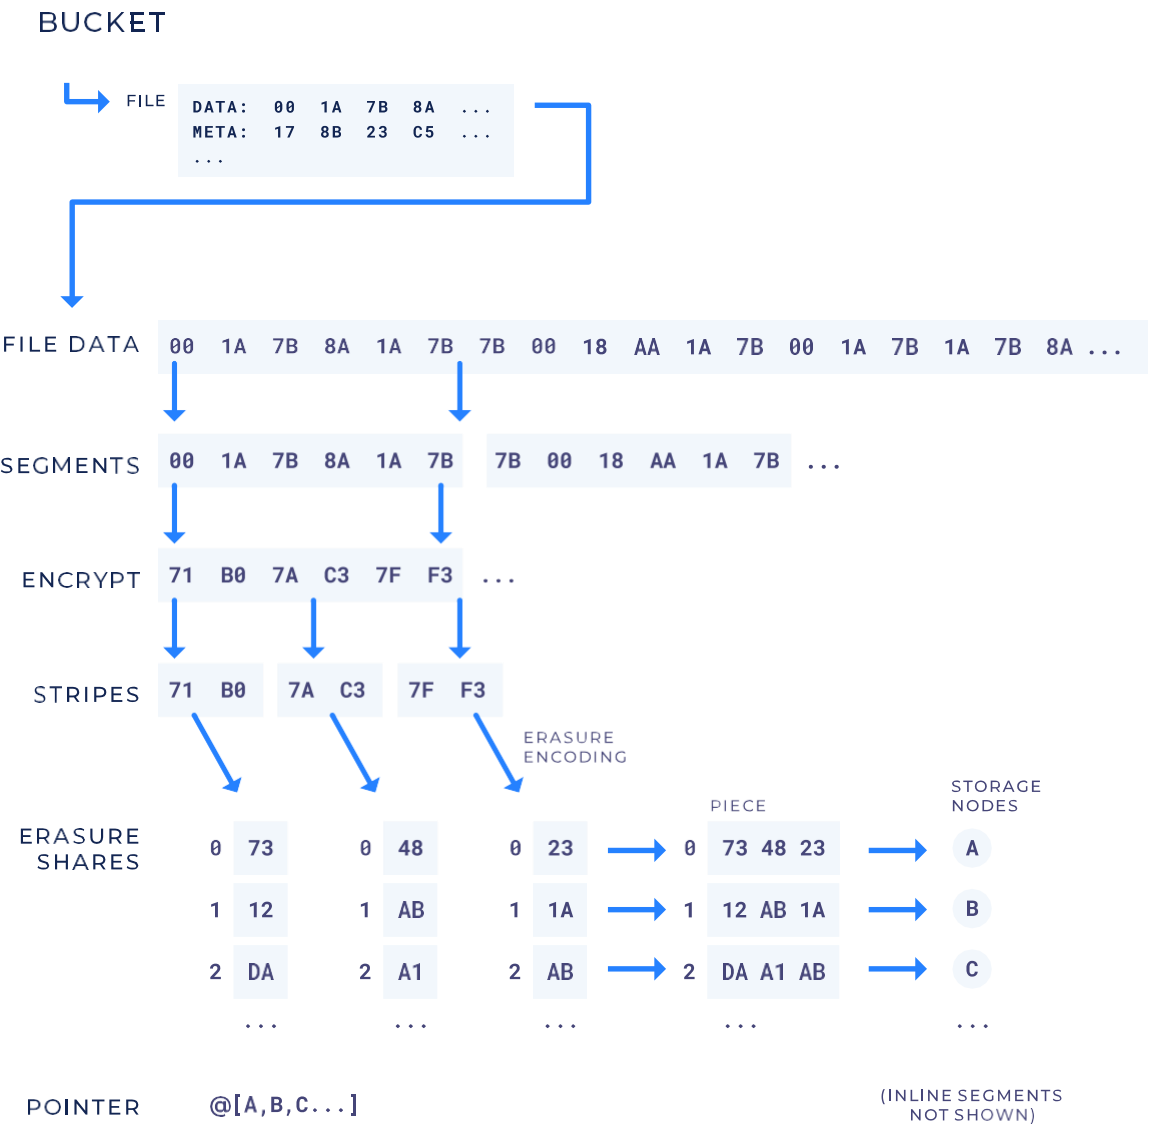 BUCKET
FILE
DATA: 00 1A 7B 8A ...
META: 17 8B 23 C5 ...
...
FILE DATA 00 1A 7B 8A 1A 7B 7B 00 18 AA 1A 7B 00 1A 7B 1A 7B 8A ...
SEGMENTS 00 1A 7B 8A 1A 7B 7B 00 18 AA 1A 7B ...
ENCRYPT 71 B0 7A C3 7F F3 ...
STRIPES 71 B0 7A C3 7F F3
ERASURE
ENCODING
PIECE
STORAGE
NODES
ERASURE
SHARES
0 73 0 48 0 23 0 73 48 23 A
1 12 1 AB 1 1A 1 12 AB 1A B
2 DA 2 A1 2 AB 2 DA A1 AB C
... ... ... ... ...
POINTER @[A,B,C...]
(INLINE SEGMENTS
NOT SHOWN)